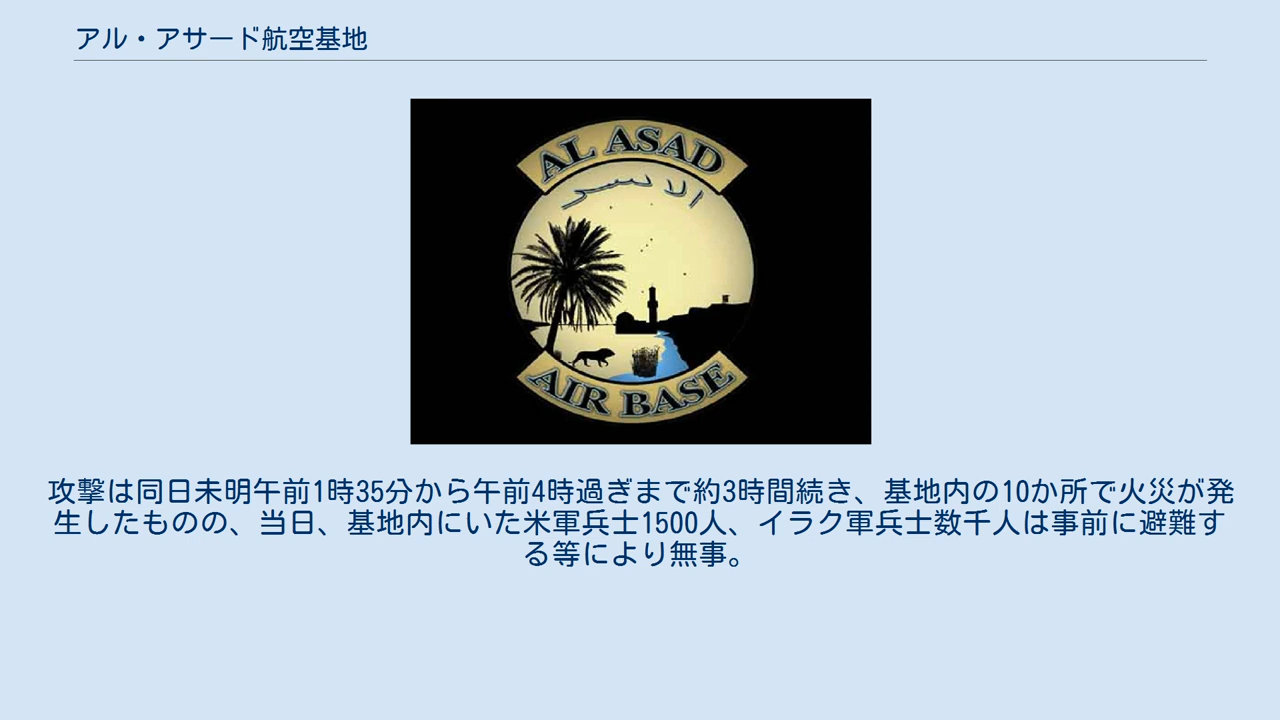 アル・アサード航空基地
AL ASAD
الاسد
AIR BASE
攻撃は同日未明午前1時35分から午前4時過ぎまで約3時間続き、基地内の10か所で火災が発
生したものの、当日、基地内にいた米軍兵士1500人、イラク軍兵士数千人は事前に避難す
る等により無事。